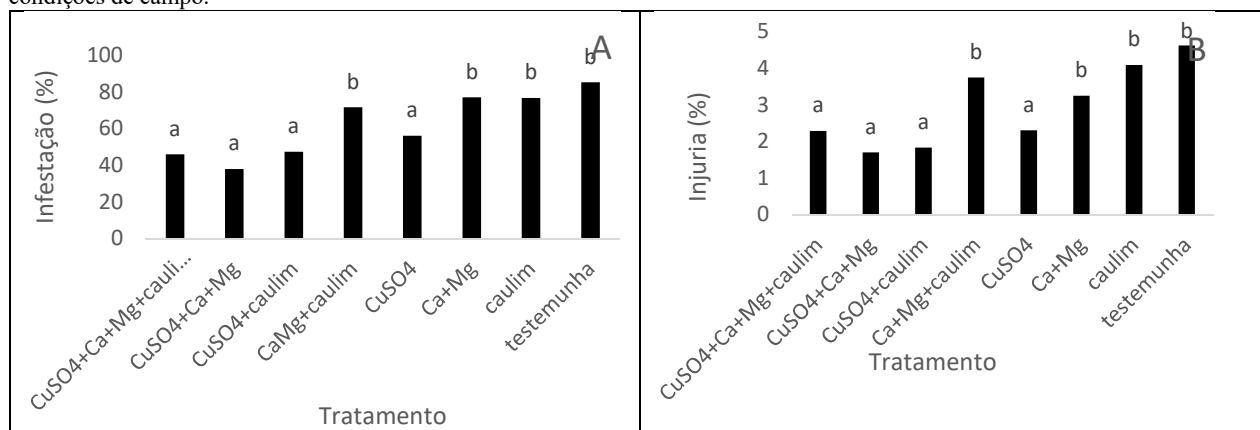 condições de campo.
A
Infestação (%)
100
80
60
40
20
0
a
a
a
b
a
b
b
b
CuSO4+Ca+Mg+cauli...
CuSO4+Ca+Mg
CuSO4+caulim
CaMg+caulim
CuSO4
Ca+Mg
caulim
testemunha
Tratamento
B
Injuria (%)
5
4
3
2
1
0
a
a
a
b
a
b
b
b
CuSO4+Ca+Mg+caulim
CuSO4+Ca+Mg
CuSO4+caulim
Ca+Mg+caulim
CuSO4
Ca+Mg
caulim
testemunha
Tratamento